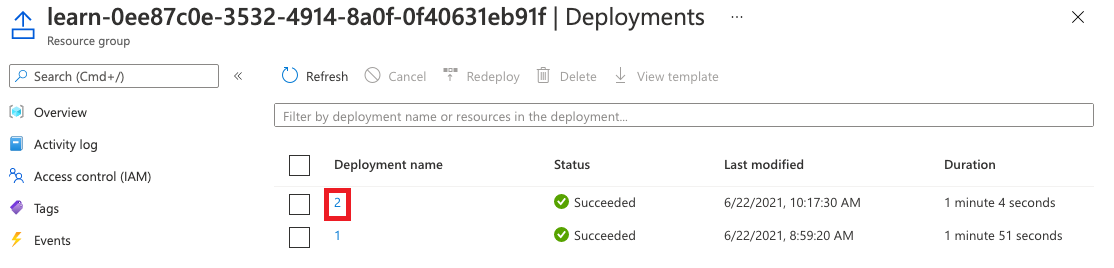 learn-0ee87c0e-3532-4914-8a0f-0f40631eb91f | Deployments ...
Resource group
Search (Cmd+/) «
Refresh Cancel Redeploy Delete View template
Overview
Filter by deployment name or resources in the deployment...
Activity log
Deployment name Status Last modified Duration
Access control (IAM)
2 Succeeded 6/22/2021, 10:17:30 AM 1 minute 4 seconds
Tags
1 Succeeded 6/22/2021, 8:59:20 AM 1 minute 51 seconds
Events